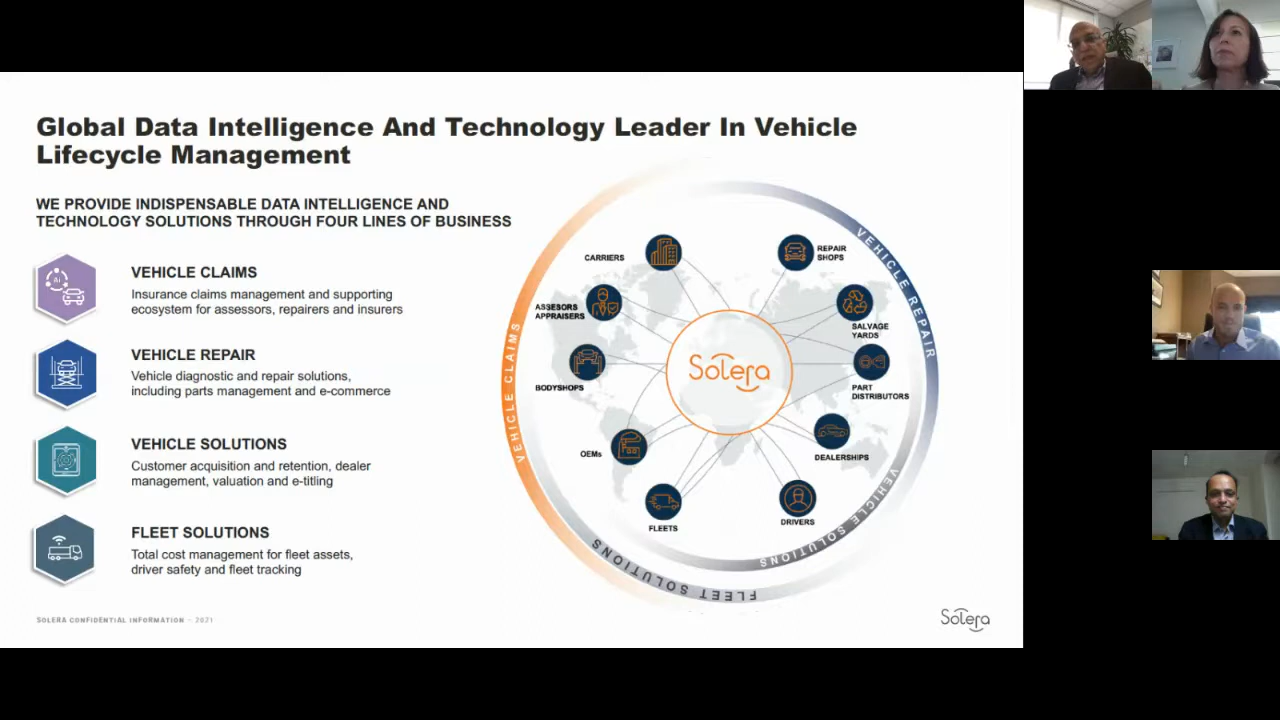 Global Data Intelligence And Technology Leader In Vehicle
Lifecycle Management
WE PROVIDE INDISPENSABLE DATA INTELLIGENCE AND
TECHNOLOGY SOLUTIONS THROUGH FOUR LINES OF BUSINESS
AI
VEHICLE CLAIMS
Insurance claims management and supporting
ecosystem for assessors, repairers and insurers
VEHICLE REPAIR
Vehicle diagnostic and repair solutions,
including parts management and e-commerce
VEHICLE SOLUTIONS
Customer acquisition and retention, dealer
management, valuation and e-titling
FLEET SOLUTIONS
Total cost management for fleet assets,
driver safety and fleet tracking
VEHICLE CLAIMS
VEHICLE REPAIR
VEHICLE SOLUTIONS
FLEET SOLUTIONS
CARRIERS
REPAIR
SHOPS
ASSESORS
APPRAISERS
SALVAGE
YARDS
BODYSHOPS
PART
DISTRIBUTORS
Solera
OEMs
DEALERSHIPS
FLEETS
DRIVERS
SOLERA CONFIDENTIAL INFORMATION - 2021
Solera